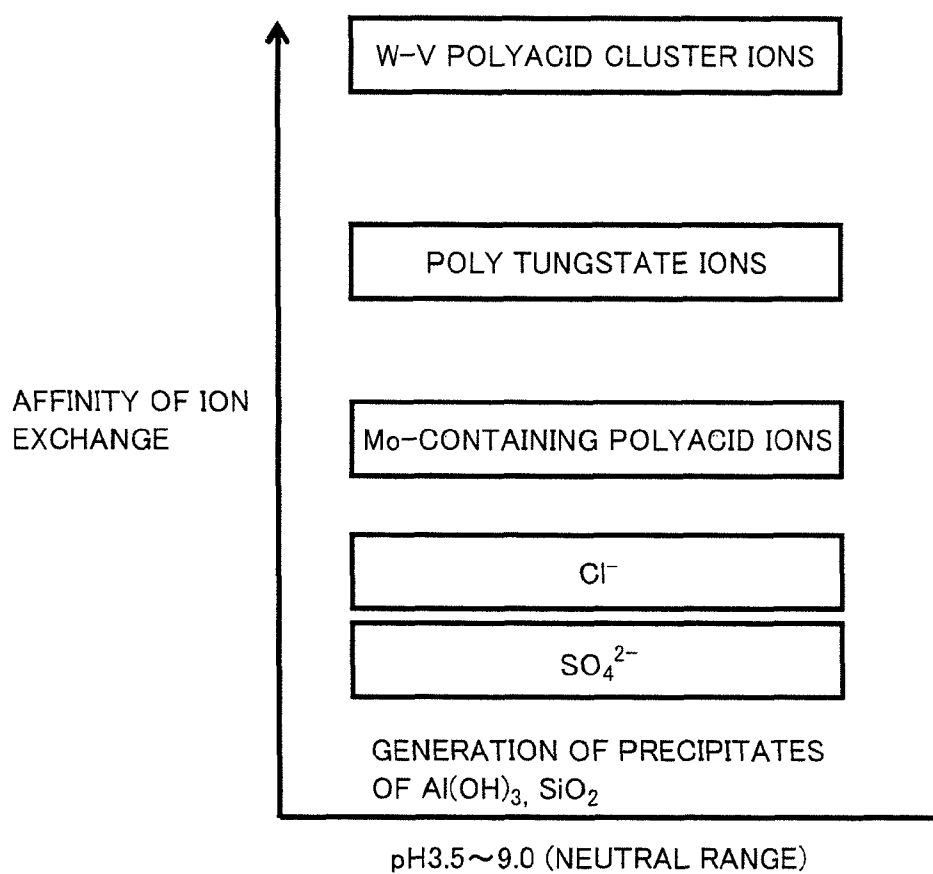 W-V POLYACID CLUSTER IONS
POLY TUNGSTATE IONS
AFFINITY OF ION
EXCHANGE
Mo-CONTAINING POLYACID IONS
Cl⁻
SO₄²⁻
GENERATION OF PRECIPITATES
OF Al(OH)₃, SiO₂
pH3.5~9.0 (NEUTRAL RANGE)